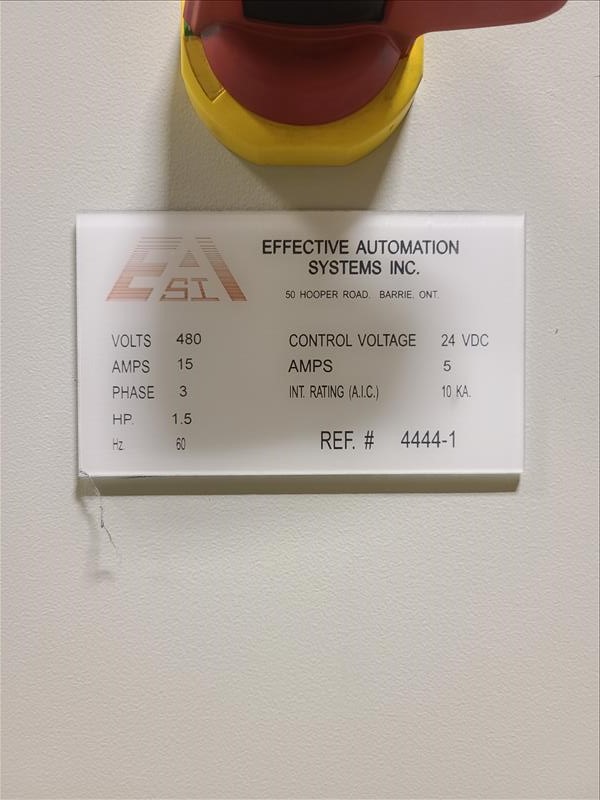 EASI
EFFECTIVE AUTOMATION
SYSTEMS INC.
50 HOOPER ROAD, BARRIE, ONT.
VOLTS 480
AMPS 15
PHASE 3
HP. 1.5
Hz. 60
CONTROL VOLTAGE 24 VDC
AMPS 5
INT. RATING (A.I.C.) 10 KA.
REF. # 4444-1